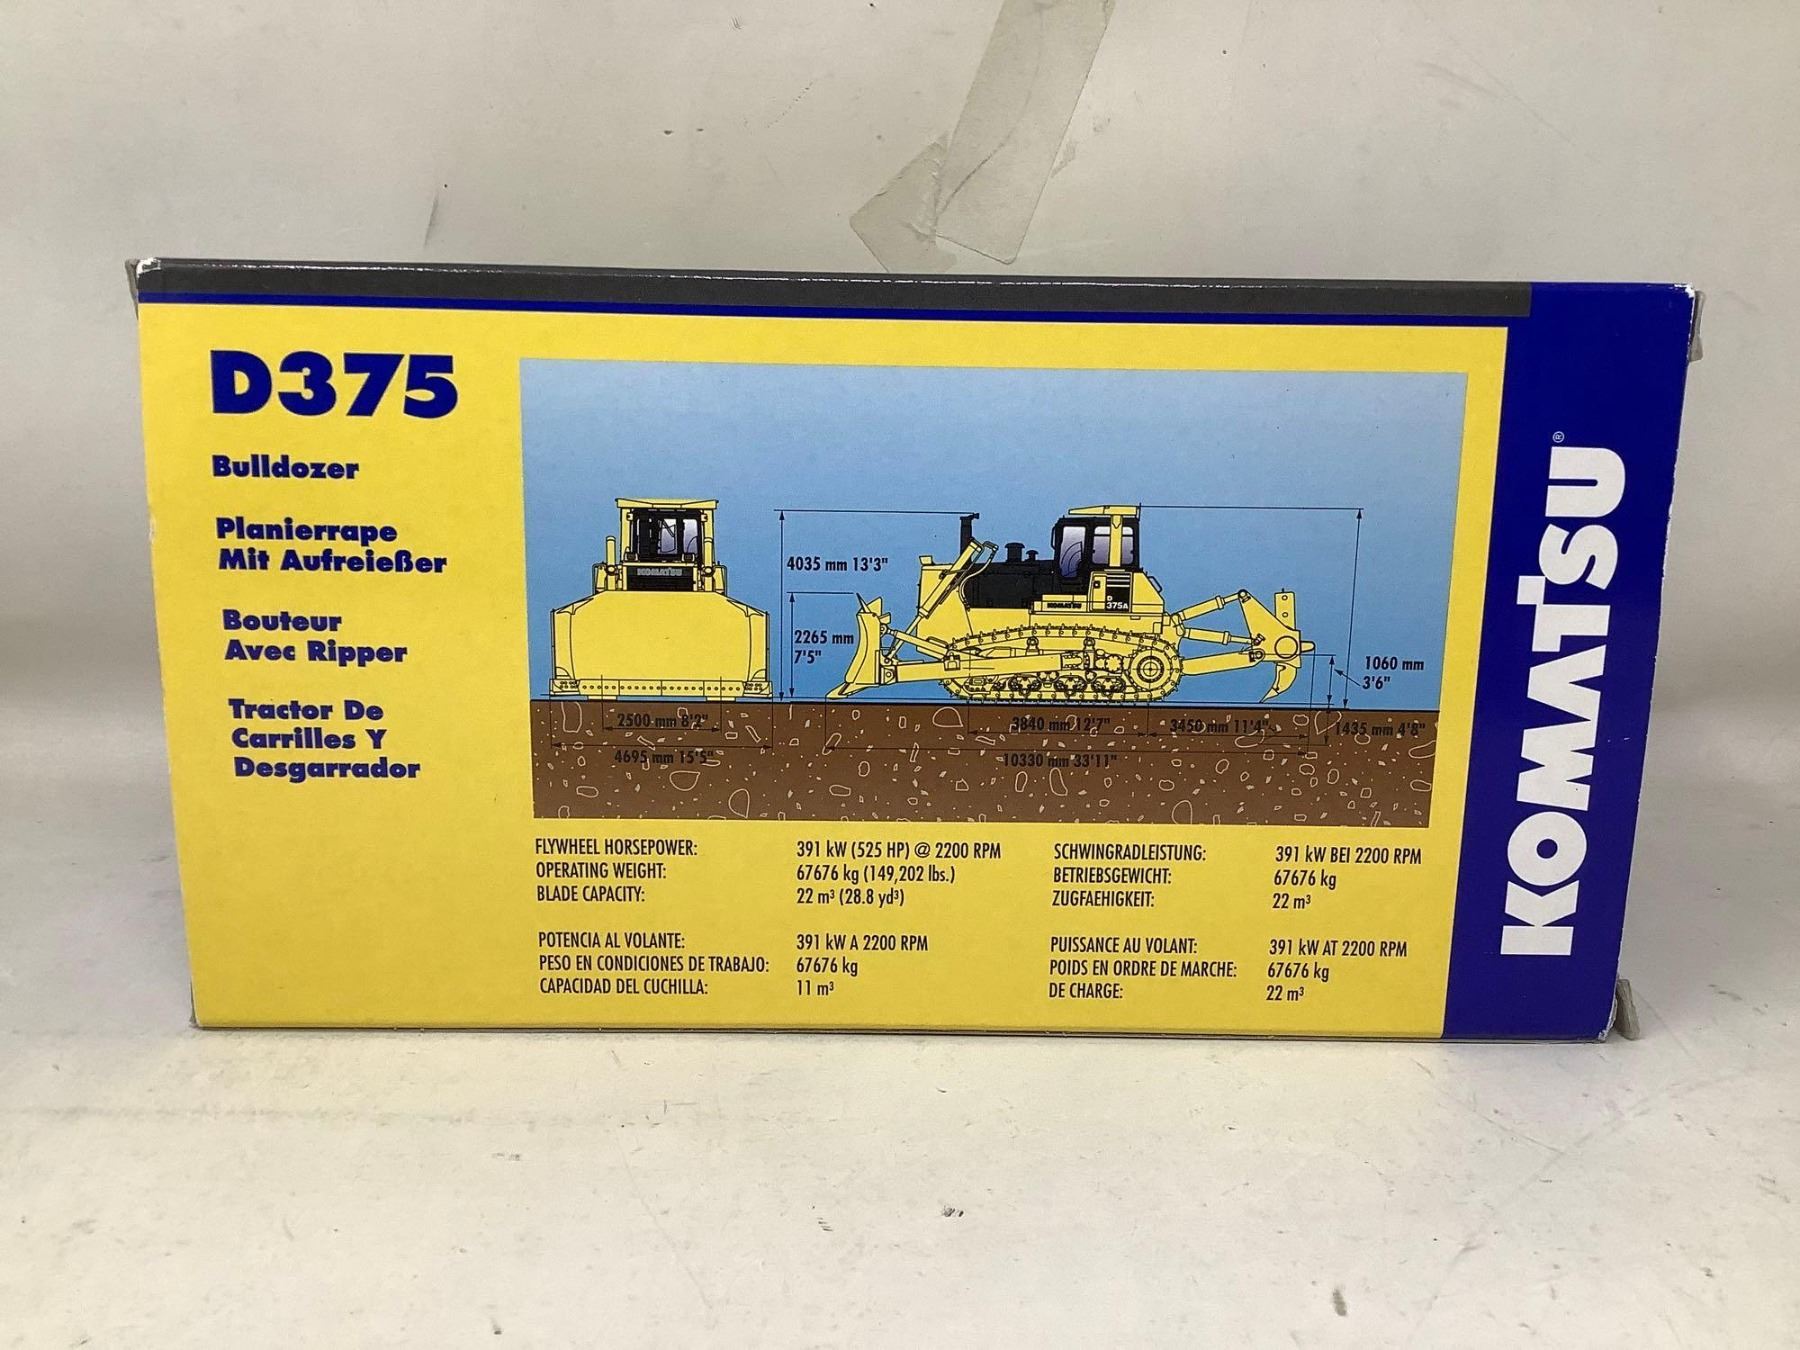 D375
Bulldozer
Planierrape
Mit Aufreießer
Bouteur
Avec Ripper
Tractor De
Carrilles Y
Desgarrador
KOMATSU
4035 mm 13'3"
2265 mm
7'5"
KOMATSU
D
375A
1060 mm
3'6"
2500 mm 8'2"
3840 mm 12'7"
3450 mm 11'4"
1435 mm 4'8"
4695 mm 15'5"
10330 mm 33'11"
FLYWHEEL HORSEPOWER: 391 kW (525 HP) @ 2200 RPM
OPERATING WEIGHT: 67676 kg (149,202 lbs.)
BLADE CAPACITY: 22 m³ (28.8 yd³)
SCHWINGRADLEISTUNG: 391 kW BEI 2200 RPM
BETRIEBSGEWICHT: 67676 kg
ZUGFAEHIGKEIT: 22 m³
POTENCIA AL VOLANTE: 391 kW A 2200 RPM
PESO EN CONDICIONES DE TRABAJO: 67676 kg
CAPACIDAD DEL CUCHILLA: 11 m³
PUISSANCE AU VOLANT: 391 kW AT 2200 RPM
POIDS EN ORDRE DE MARCHE: 67676 kg
DE CHARGE: 22 m³
KOMATSU®